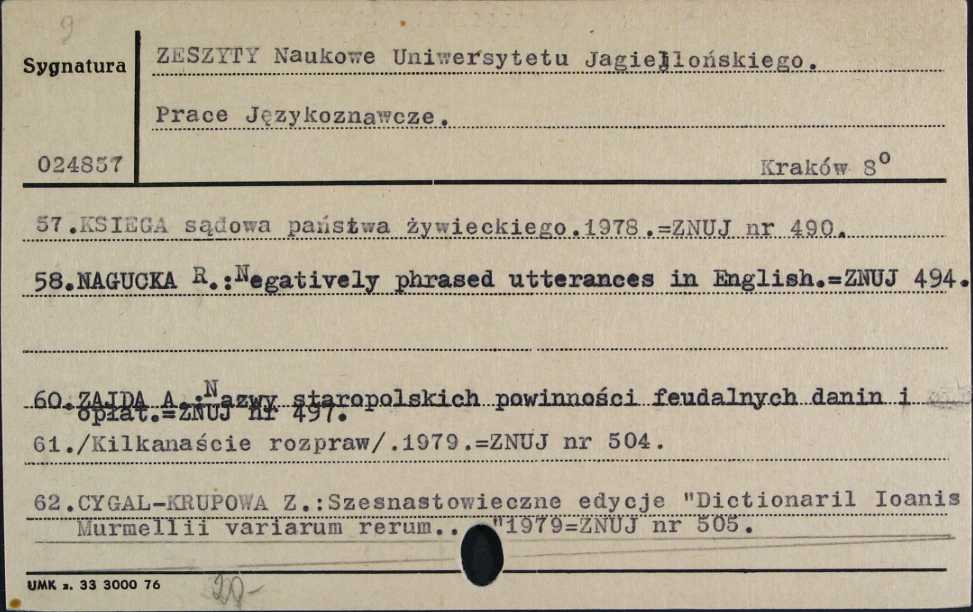 9
ZESZYTY Naukowe Uniwersytetu Jagiellońskiego.
Sygnatura
Prace Językoznawcze.
024857
Kraków 8°
57.KSIEGA sądowa państwa żywieckiego.1978.=ZNUJ nr 490.
58.NAGUCKA R.:Negatively phrased utterances in English.=ZNUJ 494.
60.ZAJDA A.:Nazwy staropolskich powinności feudalnych danin i
opłat.=ZNUJ nr 497.
61./Kilkanaście rozpraw/.1979.=ZNUJ nr 504.
62.CYGAL-KRUPOWA Z.:Szesnastowieczne edycje "Dictionaril Ioanis
Murmellii variarum rerum.. "1979=ZNUJ nr 505.
UMK z. 33 3000 76
20,-